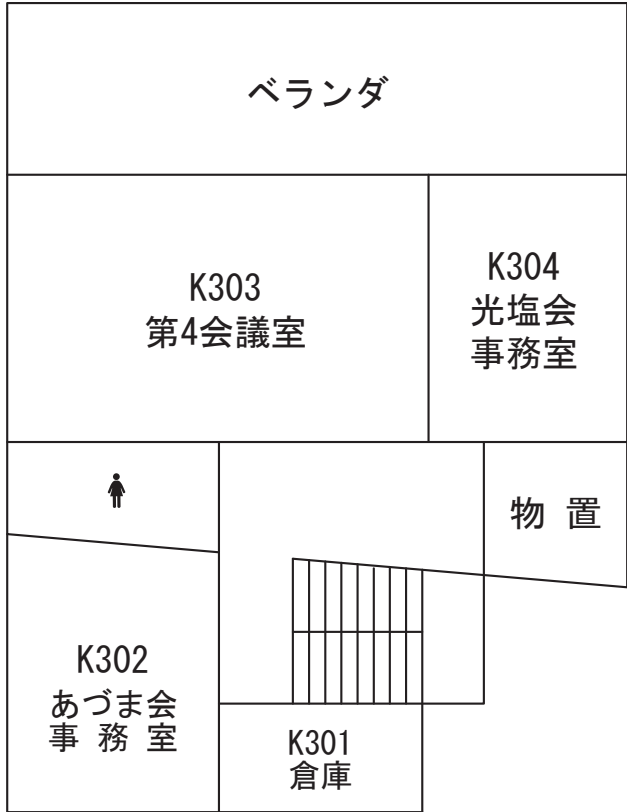 ベランダ
K303
第4会議室
K304
光塩会
事務室
物 置
K302
あづま会
事 務 室
K301
倉庫